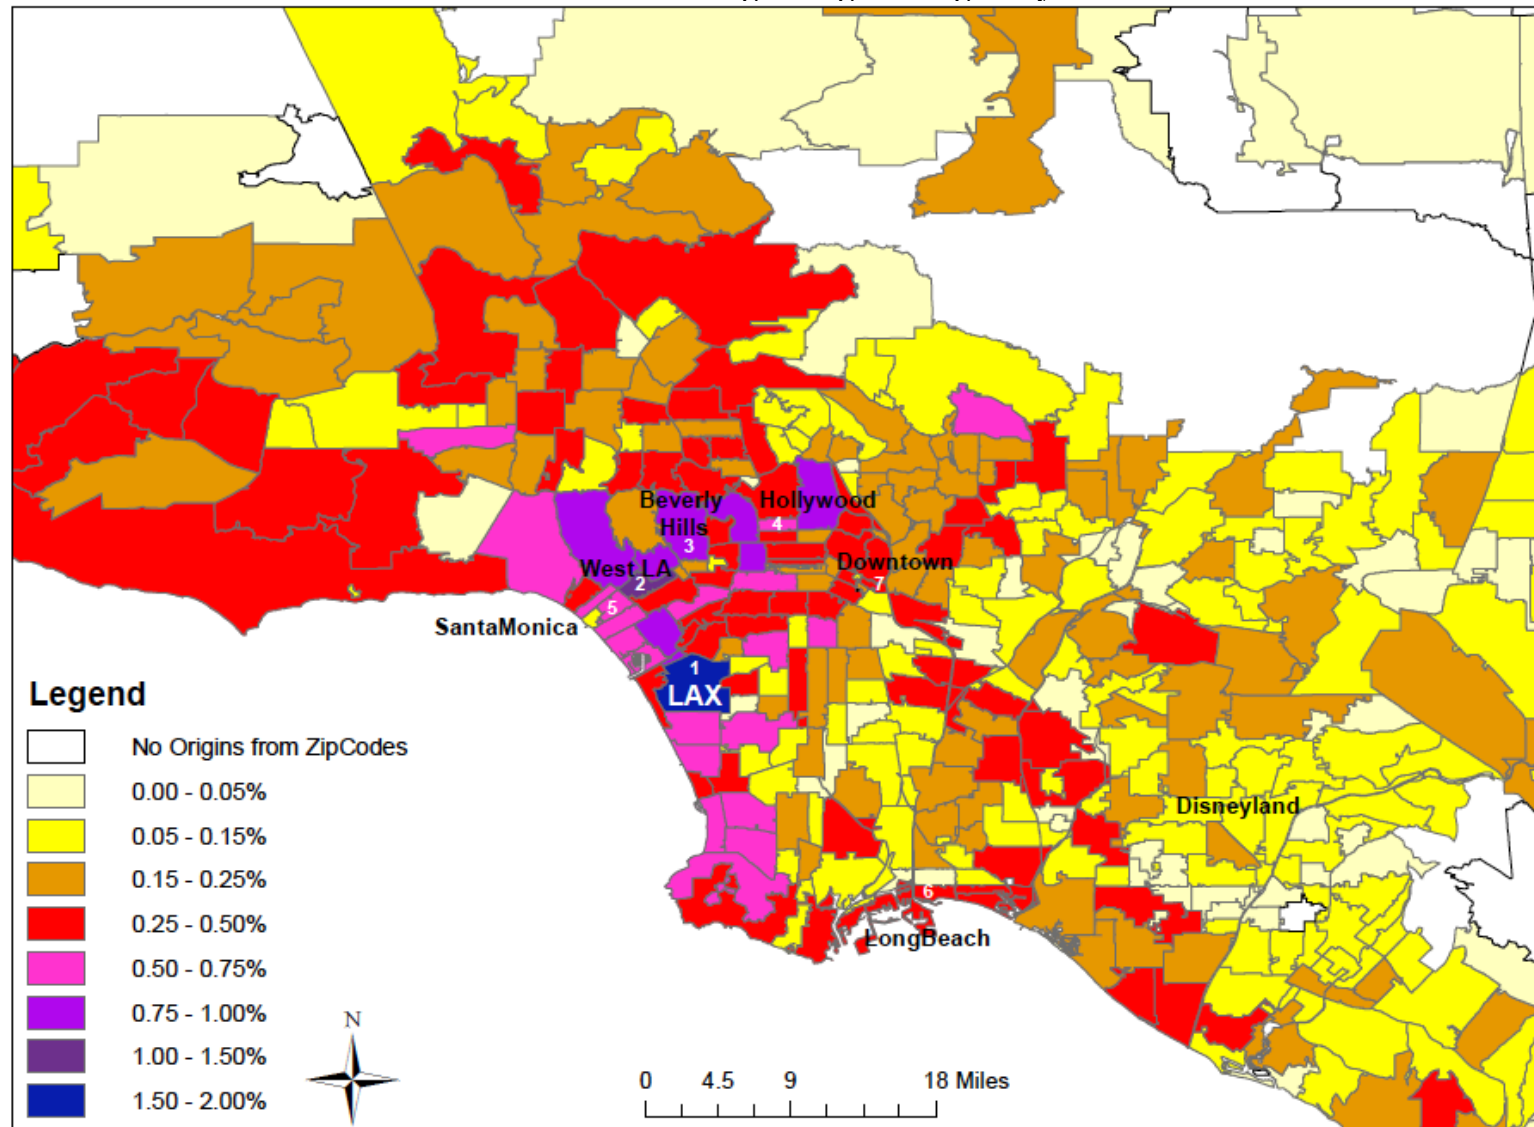 Beverly
Hills
Hollywood
4
3
West LA
2
Downtown
7
5
SantaMonica
1
LAX
Legend
No Origins from ZipCodes
0.00 - 0.05%
0.05 - 0.15%
0.15 - 0.25%
0.25 - 0.50%
0.50 - 0.75%
0.75 - 1.00%
1.00 - 1.50%
1.50 - 2.00%
Disneyland
6
LongBeach
N
0 4.5 9 18 Miles